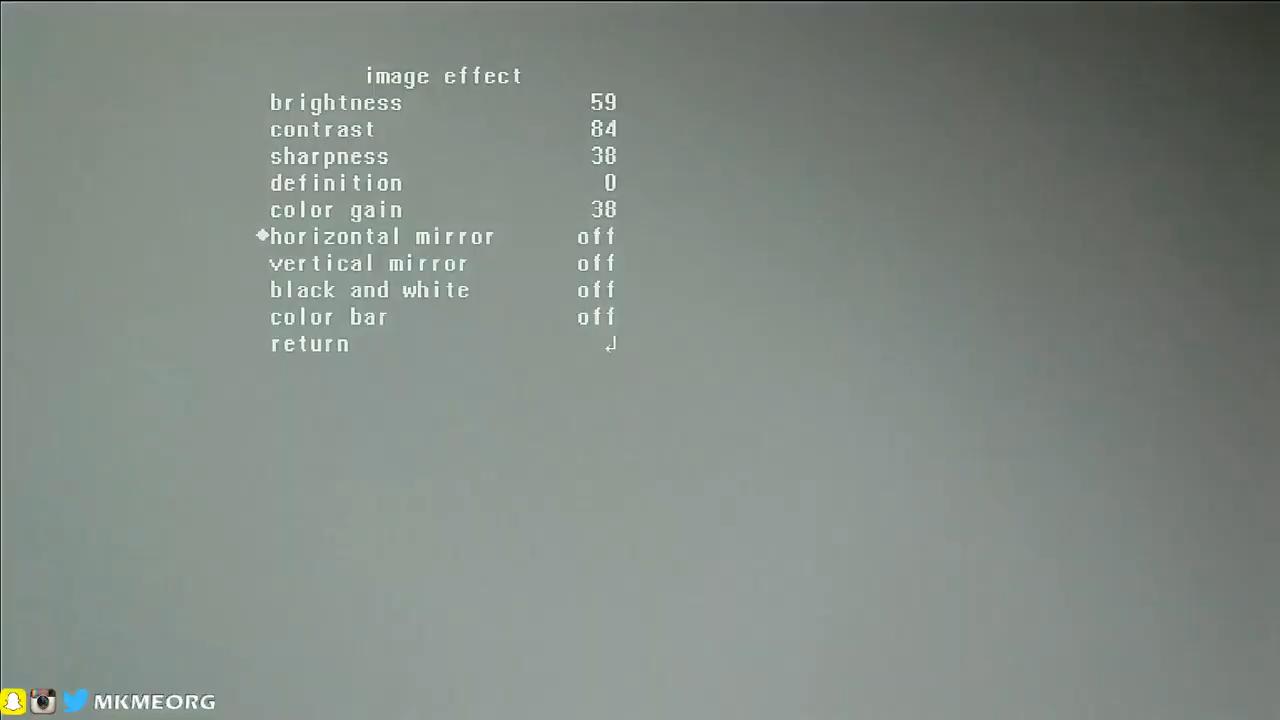 image effect
brightness 59
contrast 84
sharpness 38
definition 0
color gain 38
horizontal mirror off
vertical mirror off
black and white off
color bar off
return ↲
MKMEORG